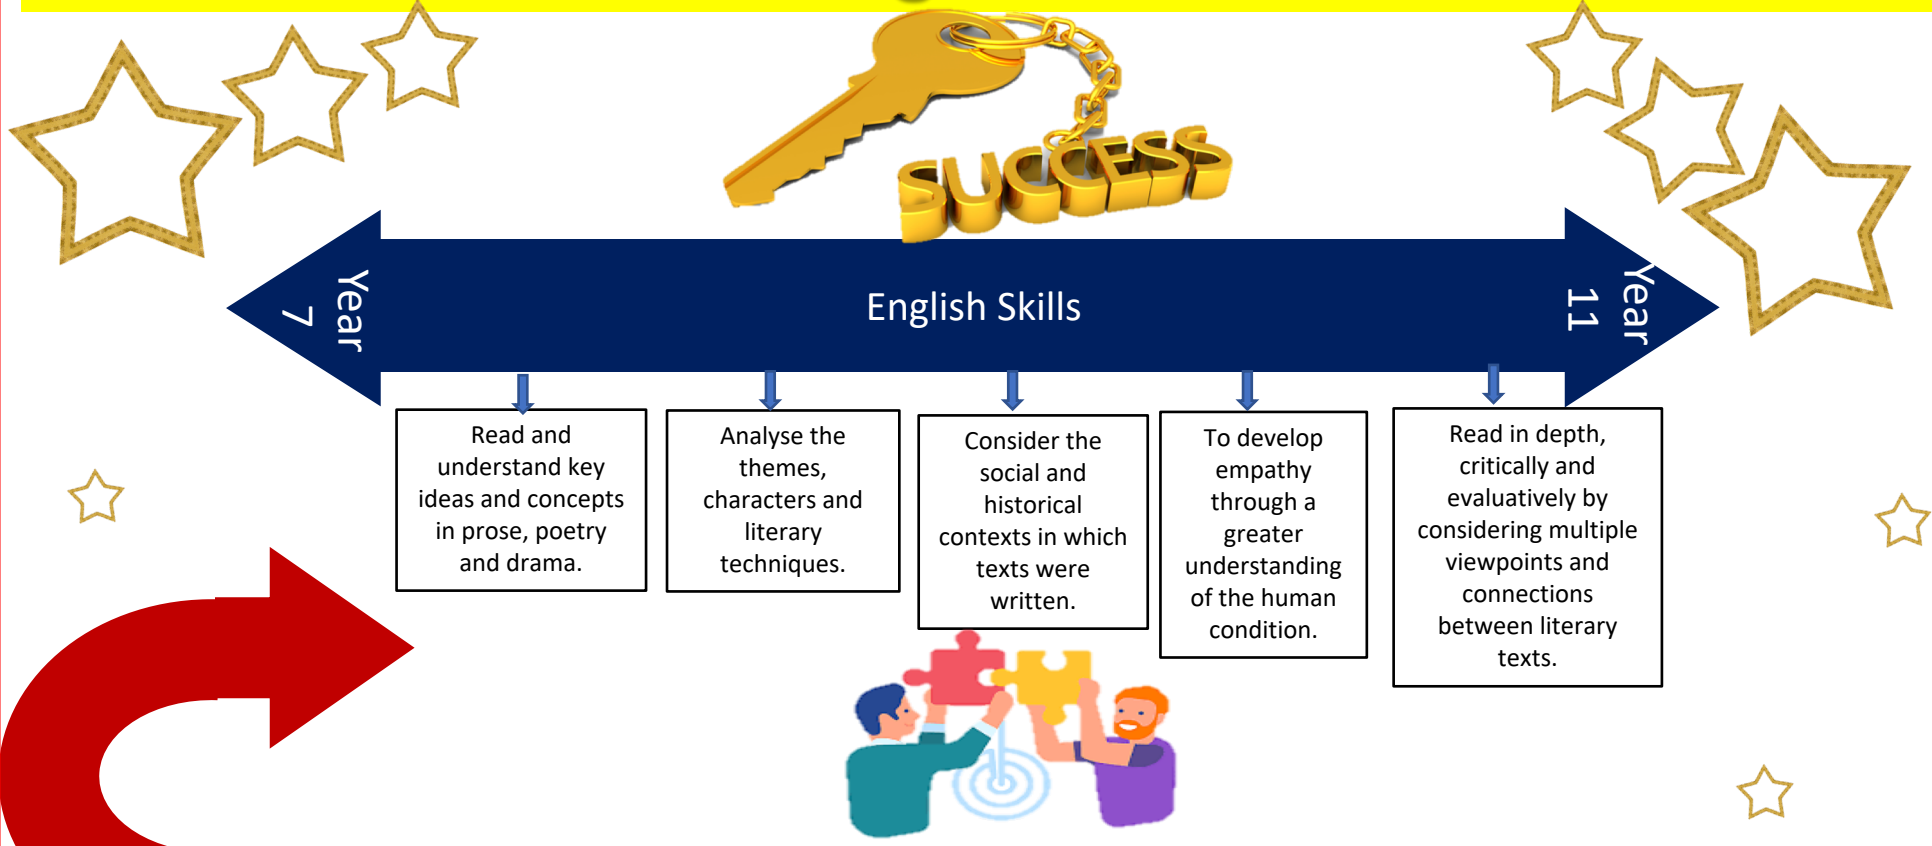 SUCCESS
Year
7
English Skills
Year
11
Read and
understand key
ideas and concepts
in prose, poetry
and drama.
Analyse the
themes,
characters and
literary
techniques.
Consider the
social and
historical
contexts in which
texts were
written.
To develop
empathy
through a
greater
understanding
of the human
condition.
Read in depth,
critically and
evaluatively by
considering multiple
viewpoints and
connections
between literary
texts.